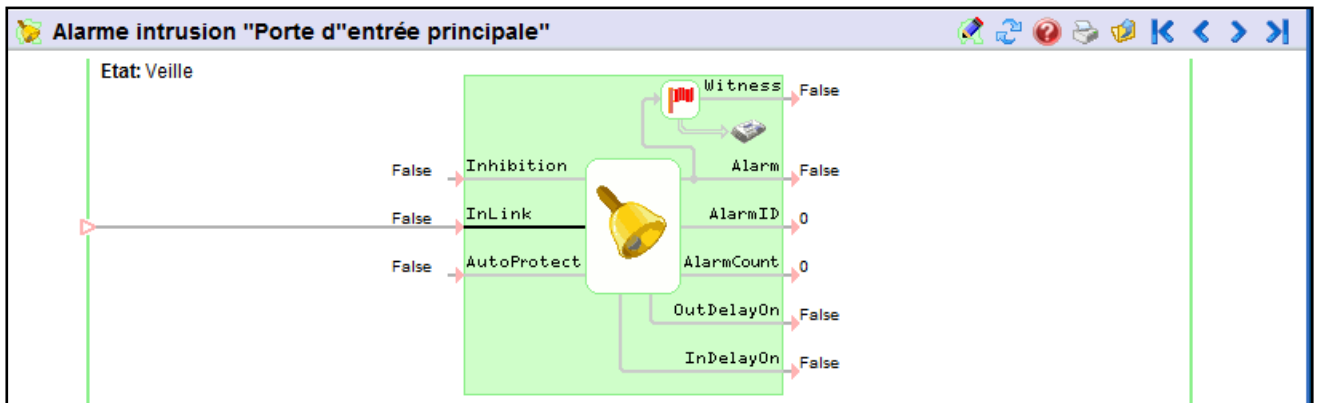 Alarme intrusion "Porte d"entrée principale"
Etat: Veille
Witness False
False Inhibition Alarm False
False InLink AlarmID 0
False AutoProtect AlarmCount 0
OutDelayOn False
InDelayOn False